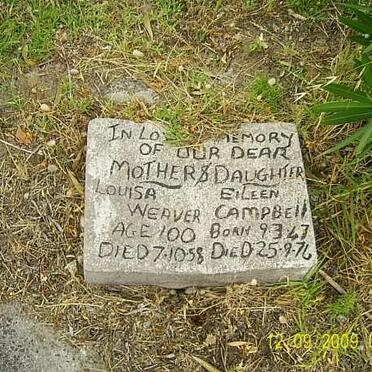 IN LO MEMORY
OF OUR DEAR
MOTHER & DAUGHTER
LOUISA EILEEN
WEAVER CAMPBEll
AGE 100 BORN 9.3.47
DIED 7.10.58 DIED 25.9.76
12.09.2009